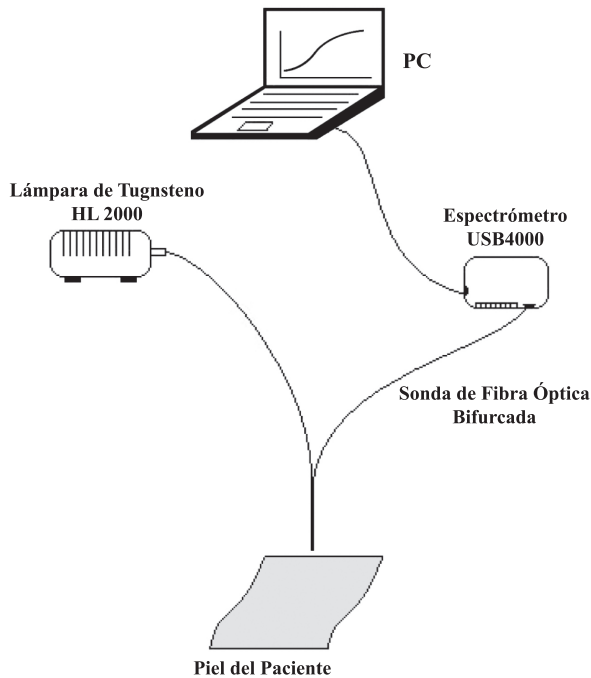 PC
Lámpara de Tugnsteno
HL 2000
Espectrómetro
USB4000
Sonda de Fibra Óptica
Bifurcada
Piel del Paciente